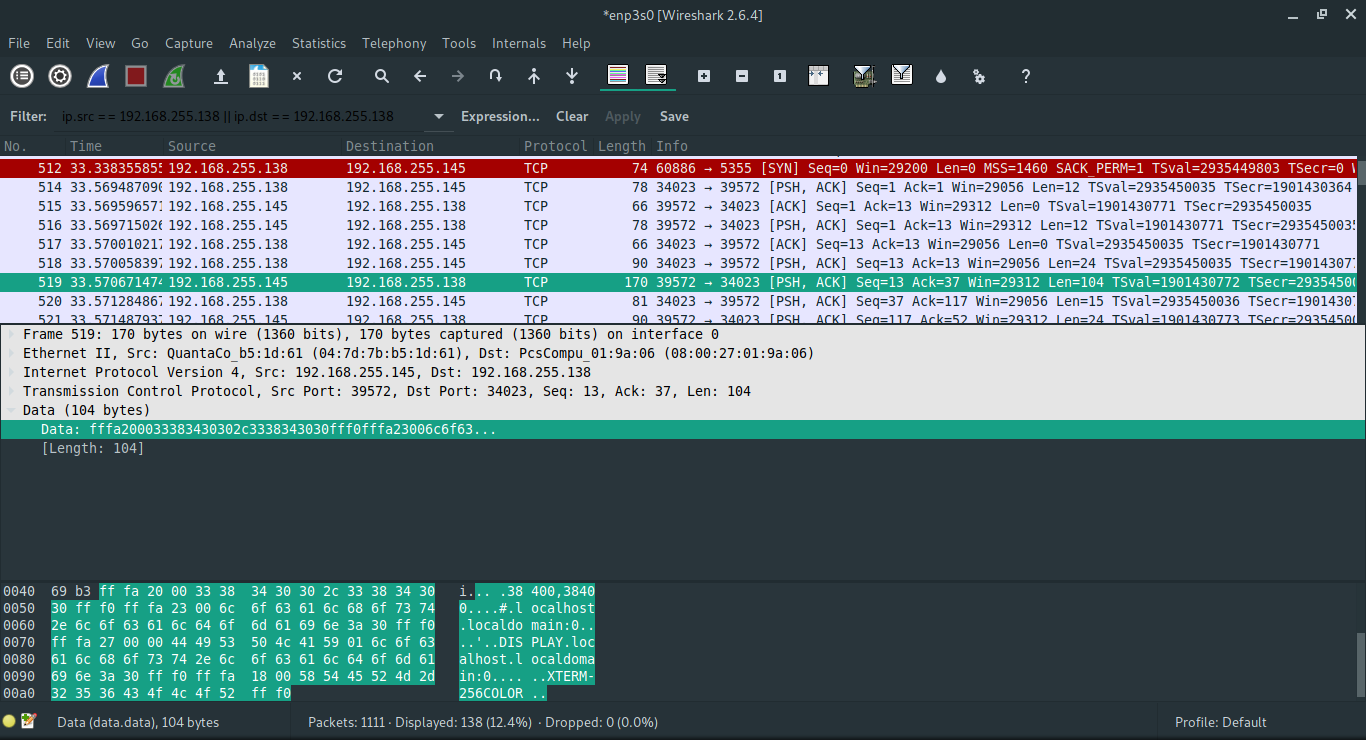 *enp3s0 [Wireshark 2.6.4]
File Edit View Go Capture Analyze Statistics Telephony Tools Internals Help
Filter: ip.src == 192.168.255.138 || ip.dst == 192.168.255.138 Expression... Clear Apply Save
No. Time Source Destination Protocol Length Info
512 33.338355855 192.168.255.138 192.168.255.145 TCP 74 60886 → 5355 [SYN] Seq=0 Win=29200 Len=0 MSS=1460 SACK_PERM=1 TSval=2935449803 TSecr=0 W
514 33.569487090 192.168.255.138 192.168.255.145 TCP 78 34023 → 39572 [PSH, ACK] Seq=1 Ack=1 Win=29056 Len=12 TSval=2935450035 TSecr=1901430364
515 33.569596571 192.168.255.145 192.168.255.138 TCP 66 39572 → 34023 [ACK] Seq=1 Ack=13 Win=29312 Len=0 TSval=1901430771 TSecr=2935450035
516 33.569715026 192.168.255.145 192.168.255.138 TCP 78 39572 → 34023 [PSH, ACK] Seq=1 Ack=13 Win=29312 Len=12 TSval=1901430771 TSecr=2935450035
517 33.570010217 192.168.255.138 192.168.255.145 TCP 66 34023 → 39572 [ACK] Seq=13 Ack=13 Win=29056 Len=0 TSval=2935450035 TSecr=1901430771
518 33.570058397 192.168.255.138 192.168.255.145 TCP 90 34023 → 39572 [PSH, ACK] Seq=13 Ack=13 Win=29056 Len=24 TSval=2935450035 TSecr=190143077
519 33.570671474 192.168.255.145 192.168.255.138 TCP 170 39572 → 34023 [PSH, ACK] Seq=13 Ack=37 Win=29312 Len=104 TSval=1901430772 TSecr=293545003
520 33.571284867 192.168.255.138 192.168.255.145 TCP 81 34023 → 39572 [PSH, ACK] Seq=37 Ack=117 Win=29056 Len=15 TSval=2935450036 TSecr=190143077
521 33.571487937 192.168.255.145 192.168.255.138 TCP 90 39572 → 34023 [PSH, ACK] Seq=117 Ack=52 Win=29312 Len=24 TSval=1901430773 TSecr=293545003
Frame 519: 170 bytes on wire (1360 bits), 170 bytes captured (1360 bits) on interface 0
Ethernet II, Src: QuantaCo_b5:1d:61 (04:7d:7b:b5:1d:61), Dst: PcsCompu_01:9a:06 (08:00:27:01:9a:06)
Internet Protocol Version 4, Src: 192.168.255.145, Dst: 192.168.255.138
Transmission Control Protocol, Src Port: 39572, Dst Port: 34023, Seq: 13, Ack: 37, Len: 104
Data (104 bytes)
Data: fffa200033383430302c3338343030fff0fffa23006c6f63...
[Length: 104]
0040 69 b3 ff fa 20 00 33 38 34 30 30 2c 33 38 34 30 i... .38 400,3840
0050 30 ff f0 ff fa 23 00 6c 6f 63 61 6c 68 6f 73 74 0....#.l ocalhost
0060 2e 6c 6f 63 61 6c 64 6f 6d 61 69 6e 3a 30 ff f0 .localdo main:0..
0070 ff fa 27 00 00 44 49 53 50 4c 41 59 01 6c 6f 63 ..'..DIS PLAY.loc
0080 61 6c 68 6f 73 74 2e 6c 6f 63 61 6c 64 6f 6d 61 alhost.l ocaldoma
0090 69 6e 3a 30 ff f0 ff fa 18 00 58 54 45 52 4d 2d in:0.... ..XTERM-
00a0 32 35 36 43 4f 4c 4f 52 ff f0 256COLOR ..
Data (data.data), 104 bytes Packets: 1111 · Displayed: 138 (12.4%) · Dropped: 0 (0.0%) Profile: Default